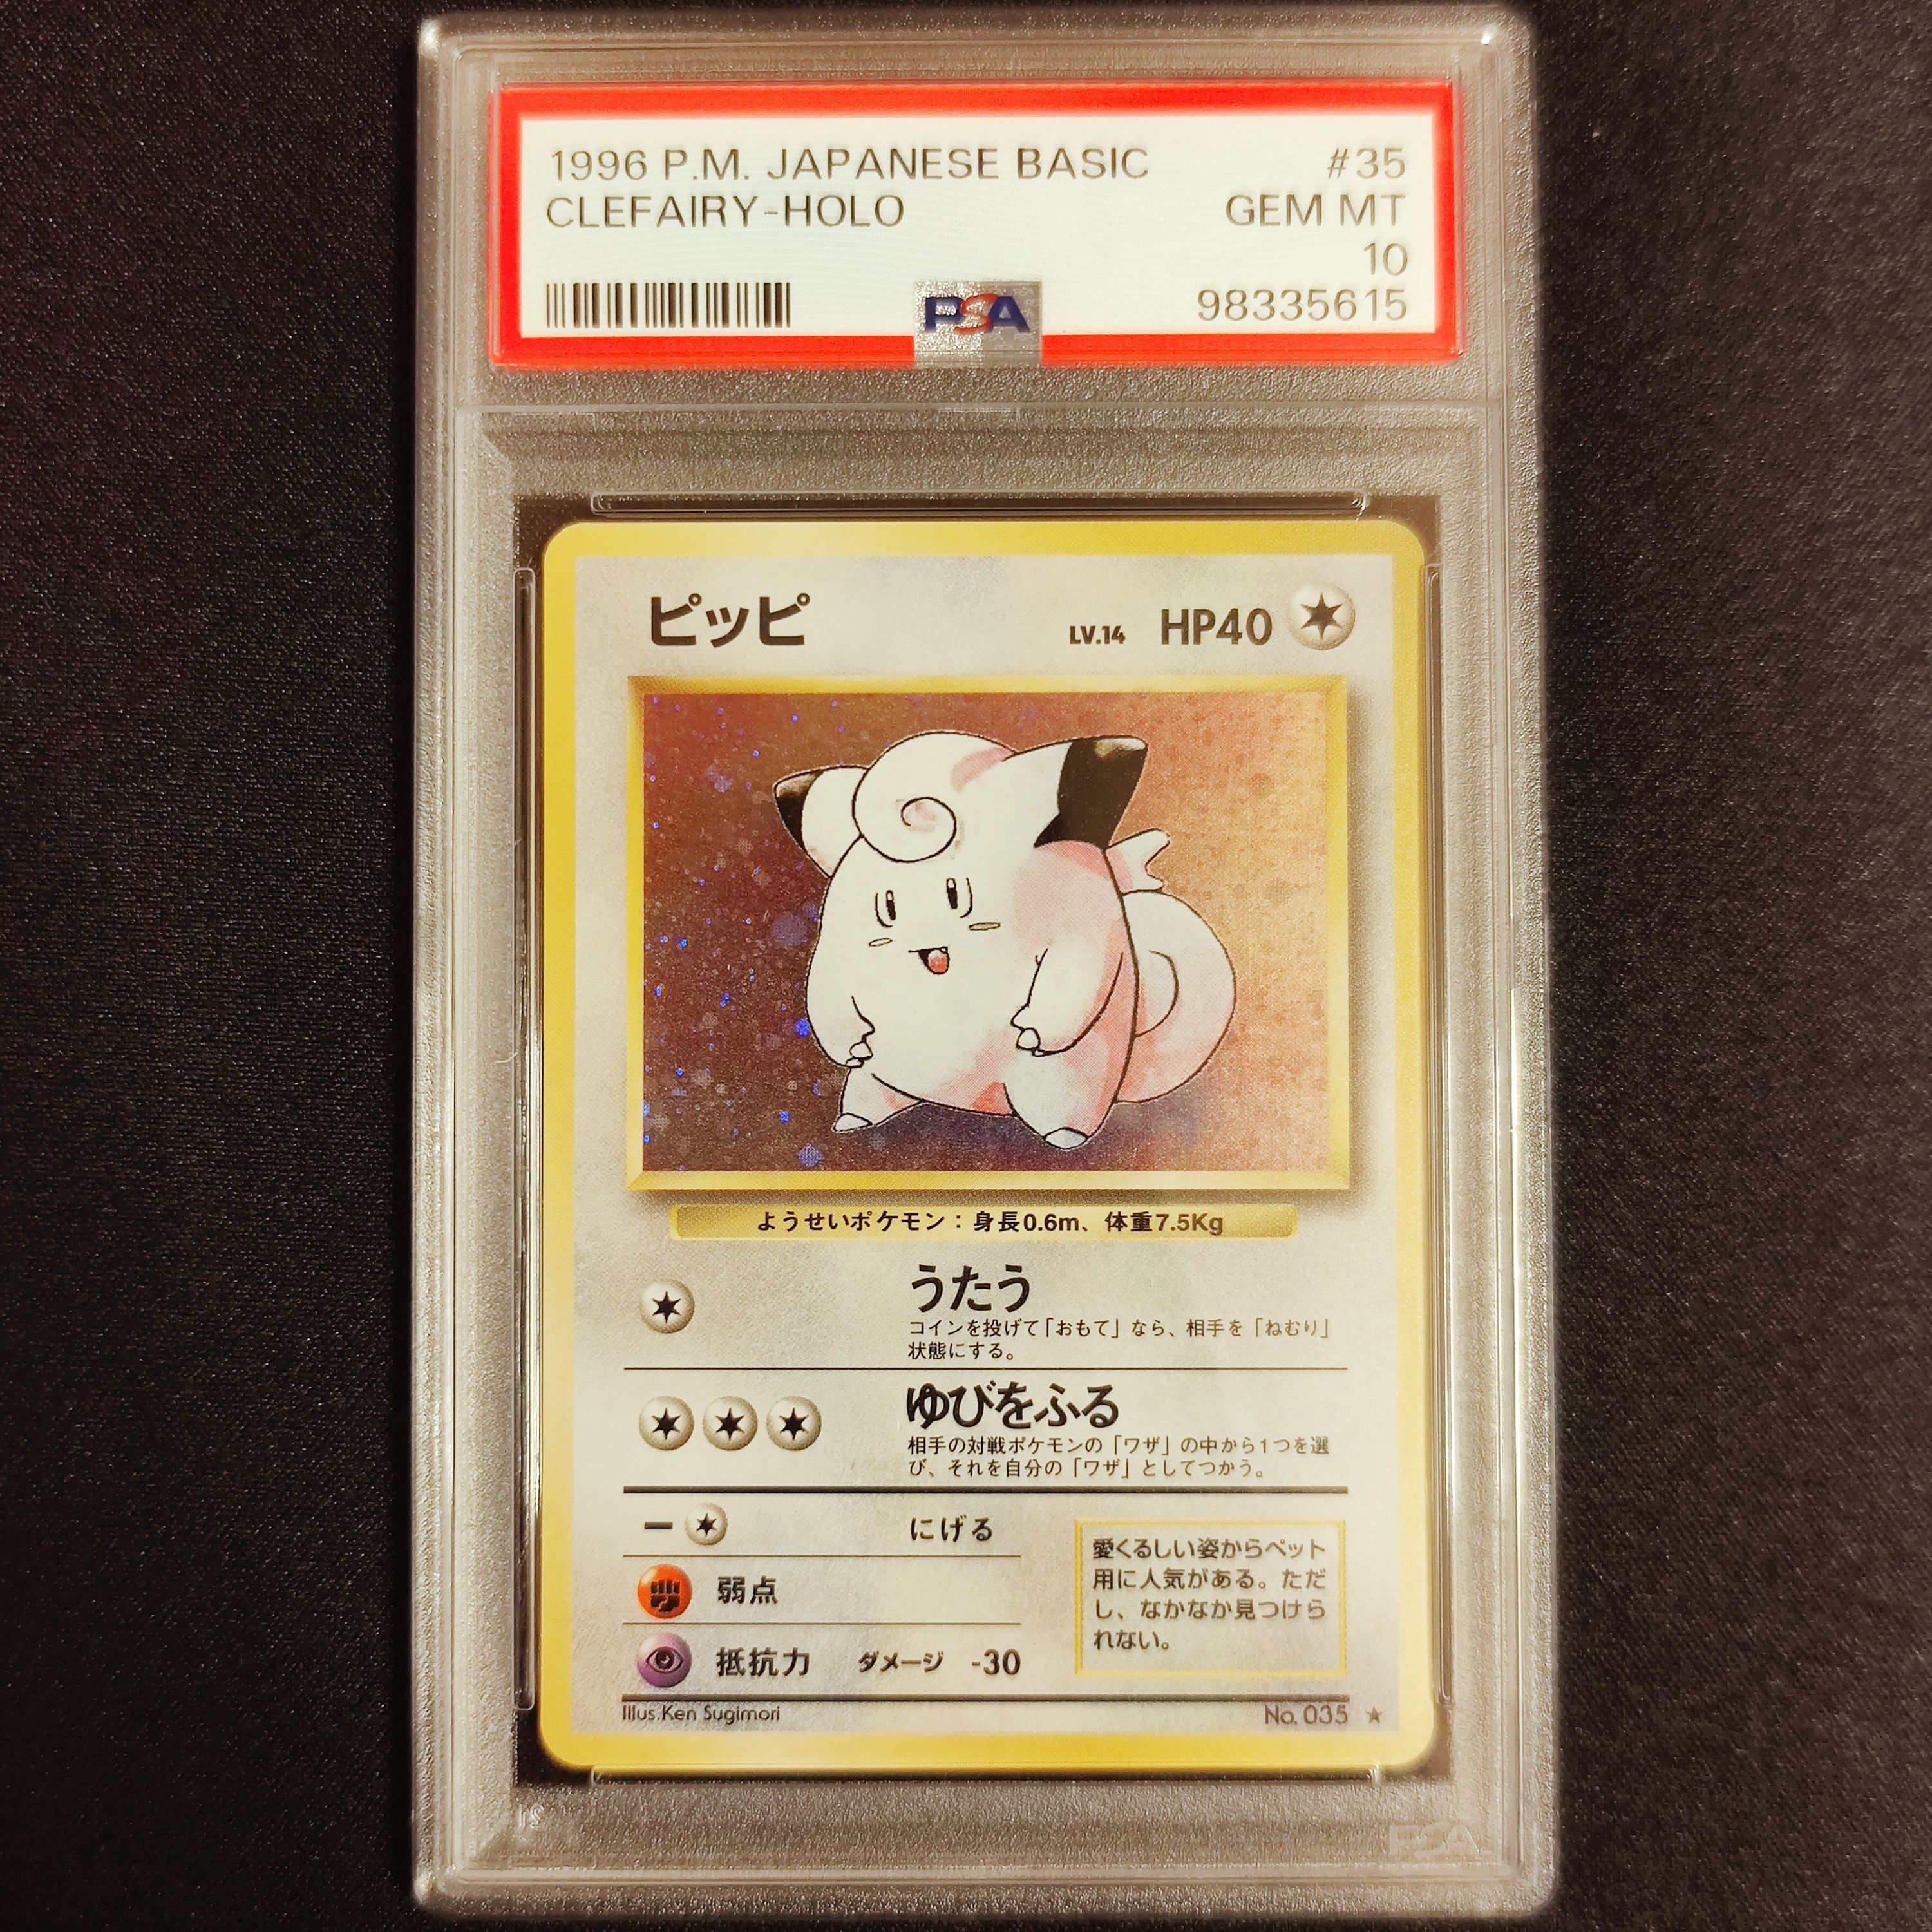 1996 P.M. JAPANESE BASIC #35
CLEFAIRY-HOLO GEM MT
10
PSA 98335615
ピッピ LV.14 HP40
ようせいポケモン：身長0.6m、体重7.5Kg
うたう
コインを投げて「おもて」なら、相手を「ねむり」
状態にする。
ゆびをふる
相手の対戦ポケモンの「ワザ」の中から1つを選
び、それを自分の「ワザ」としてつかう。
にげる
弱点
抵抗力 ダメージ -30
愛くるしい姿からペット
用に人気がある。ただ
し、なかなか見つけら
れない。
Illus.Ken Sugimori No. 035 ★
PSA